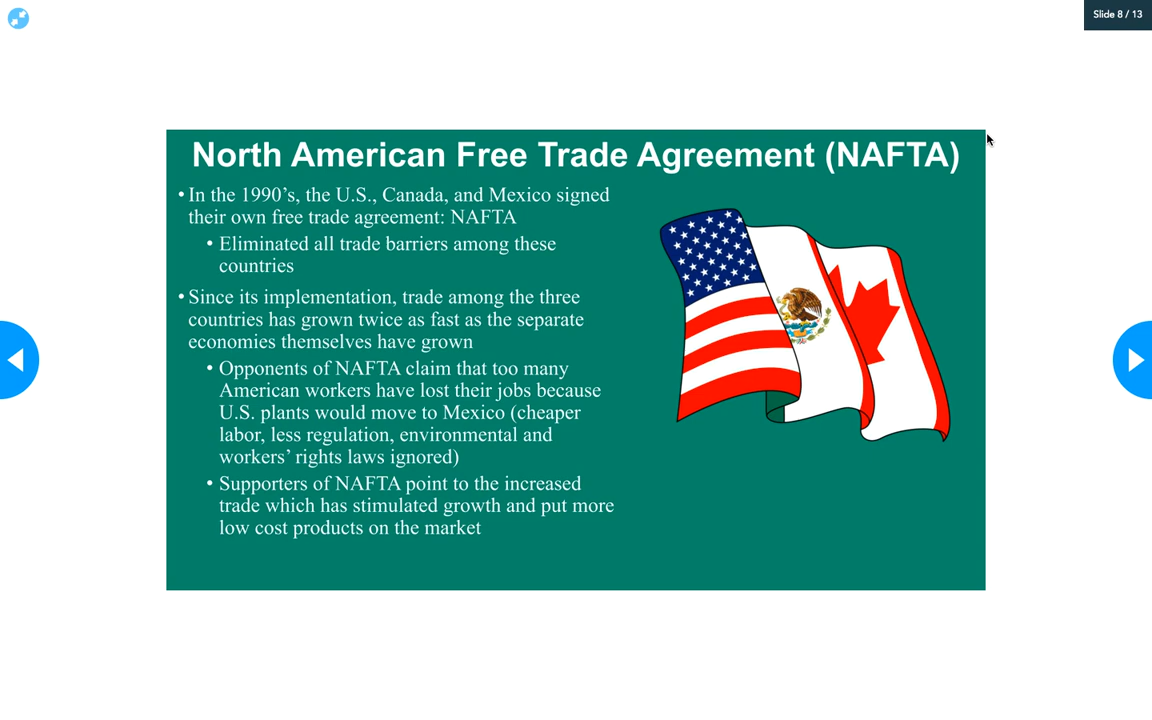 Slide 8 / 13
North American Free Trade Agreement (NAFTA)
• In the 1990's, the U.S., Canada, and Mexico signed
their own free trade agreement: NAFTA
• Eliminated all trade barriers among these
countries
• Since its implementation, trade among the three
countries has grown twice as fast as the separate
economies themselves have grown
• Opponents of NAFTA claim that too many
American workers have lost their jobs because
U.S. plants would move to Mexico (cheaper
labor, less regulation, environmental and
workers' rights laws ignored)
• Supporters of NAFTA point to the increased
trade which has stimulated growth and put more
low cost products on the market